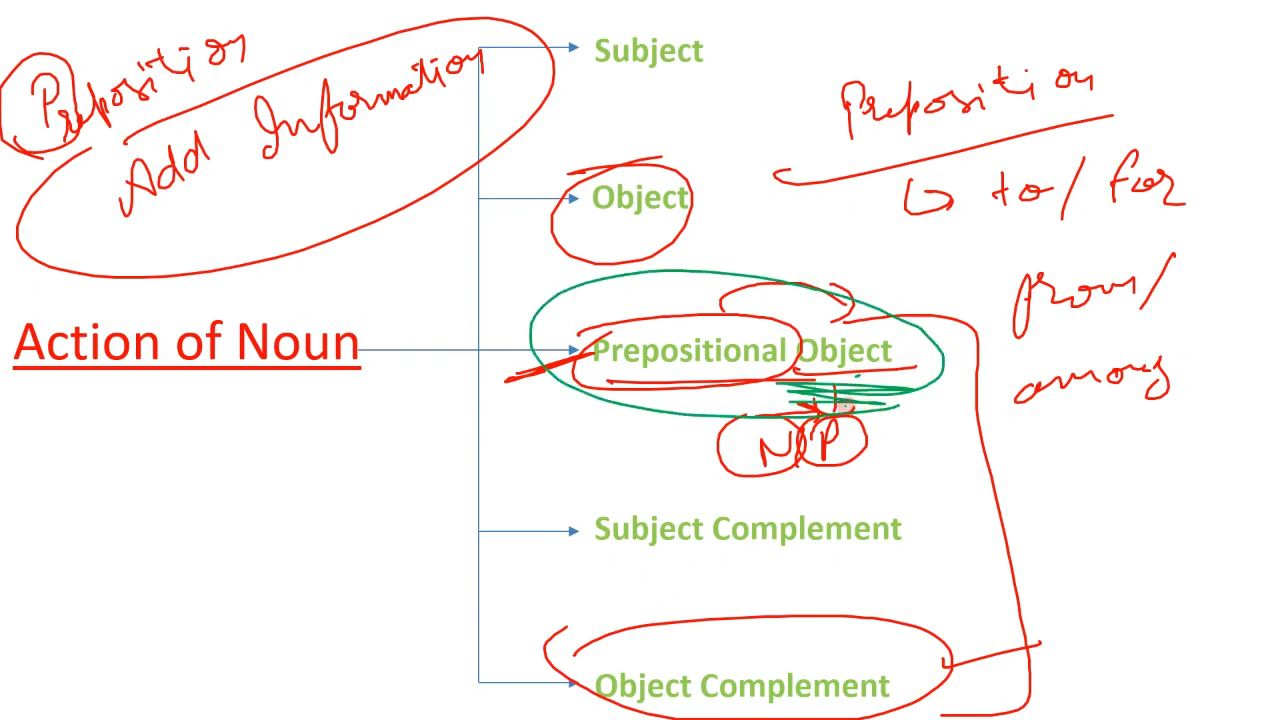 Preposition
Add Information
Subject
Preposition
to/for
from/
among
Object
Action of Noun
Prepositional Object
N P
Subject Complement
Object Complement